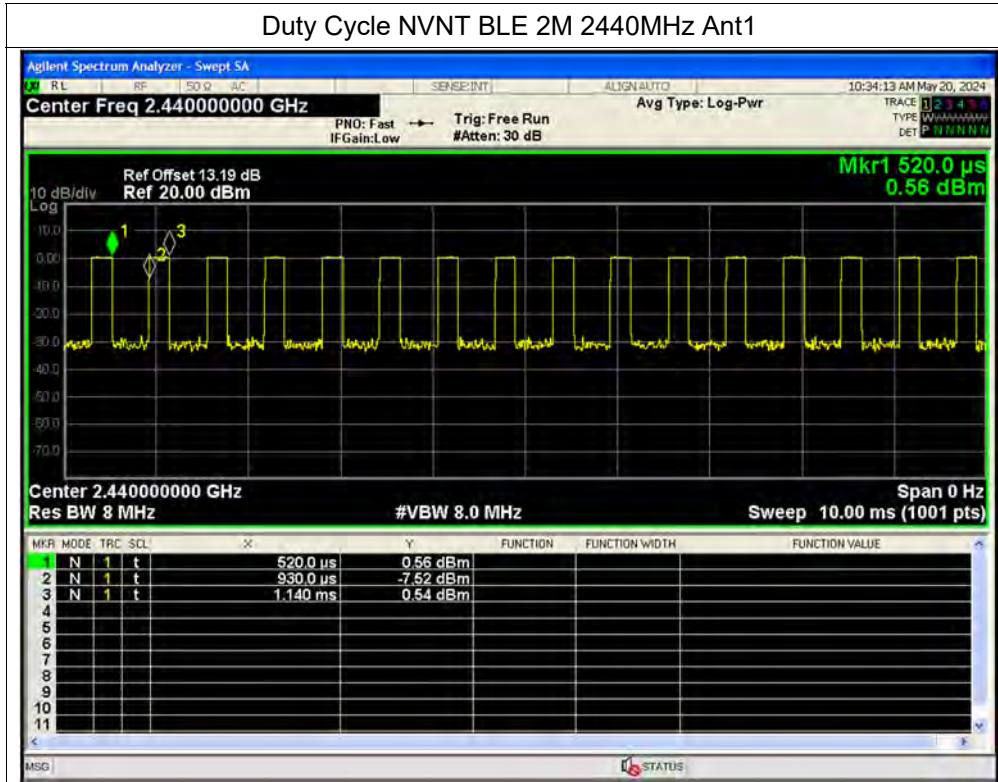 Duty Cycle NVNT BLE 2M 2440MHz Ant1
Agilent Spectrum Analyzer - Swept SA
RL RF 50 Ω AC SENSE:INT ALIGN AUTO 10:34:13 AM May 20, 2024
Center Freq 2.440000000 GHz Avg Type: Log-Pwr TRACE 1 2 3 4 5 6
PNO: Fast Trig: Free Run TYPE W
IFGain:Low #Atten: 30 dB DET P N N N N N
Mkr1 520.0 µs
0.56 dBm
Ref Offset 13.19 dB
10 dB/div Ref 20.00 dBm
Log
10.0
0.00
-10.0
-20.0
-30.0
-40.0
-50.0
-60.0
-70.0
1
2
3
Center 2.440000000 GHz Span 0 Hz
Res BW 8 MHz #VBW 8.0 MHz Sweep 10.00 ms (1001 pts)
MKR MODE TRC SCL X Y FUNCTION FUNCTION WIDTH FUNCTION VALUE
1 N 1 t 520.0 µs 0.56 dBm
2 N 1 t 930.0 µs -7.52 dBm
3 N 1 t 1.140 ms 0.54 dBm
4
5
6
7
8
9
10
11
MSG STATUS